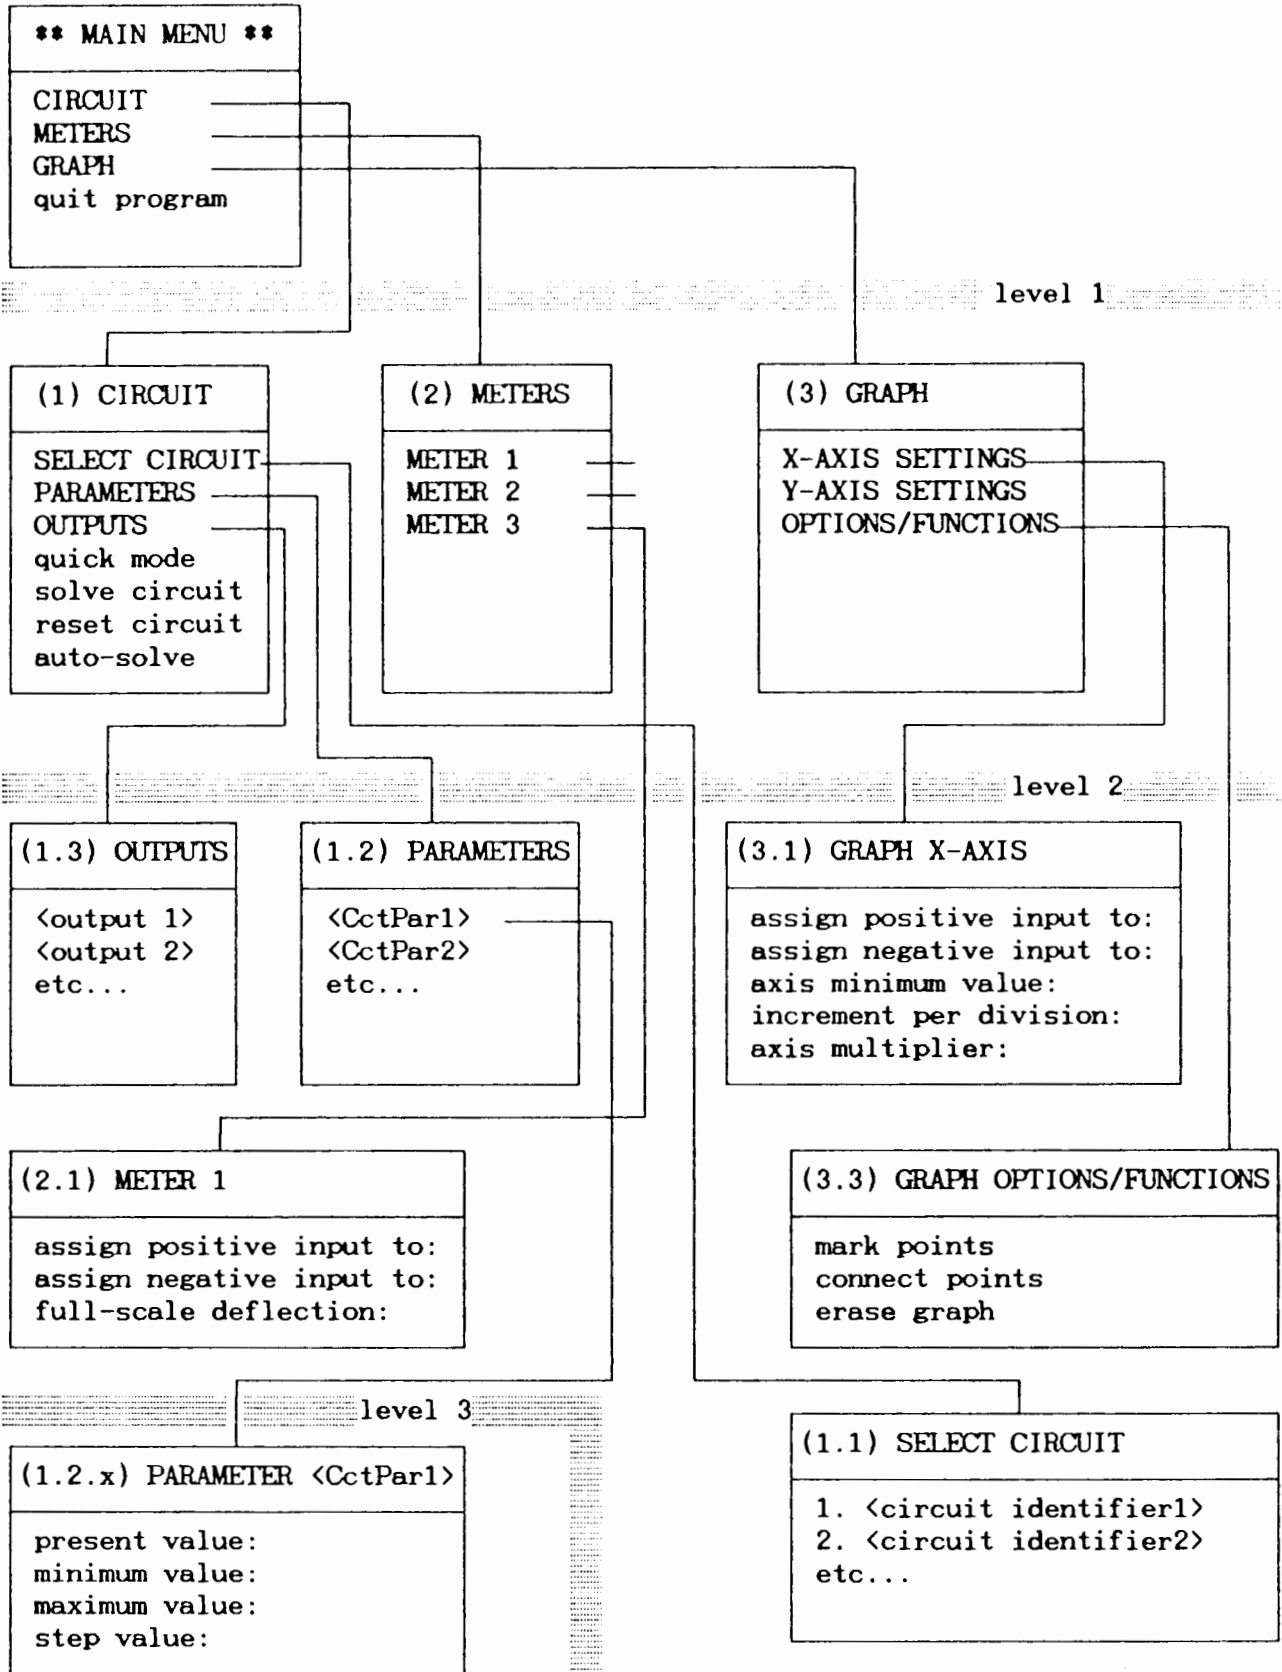 ** MAIN MENU **
CIRCUIT
METERS
GRAPH
quit program
level 1
(1) CIRCUIT
SELECT CIRCUIT
PARAMETERS
OUTPUTS
quick mode
solve circuit
reset circuit
auto-solve
(2) METERS
METER 1
METER 2
METER 3
(3) GRAPH
X-AXIS SETTINGS
Y-AXIS SETTINGS
OPTIONS/FUNCTIONS
level 2
(1.3) OUTPUTS
<output 1>
<output 2>
etc...
(1.2) PARAMETERS
<CctPar1>
<CctPar2>
etc...
(3.1) GRAPH X-AXIS
assign positive input to:
assign negative input to:
axis minimum value:
increment per division:
axis multiplier:
(2.1) METER 1
assign positive input to:
assign negative input to:
full-scale deflection:
(3.3) GRAPH OPTIONS/FUNCTIONS
mark points
connect points
erase graph
level 3
(1.2.x) PARAMETER <CctPar1>
present value:
minimum value:
maximum value:
step value:
(1.1) SELECT CIRCUIT
1. <circuit identifier1>
2. <circuit identifier2>
etc...